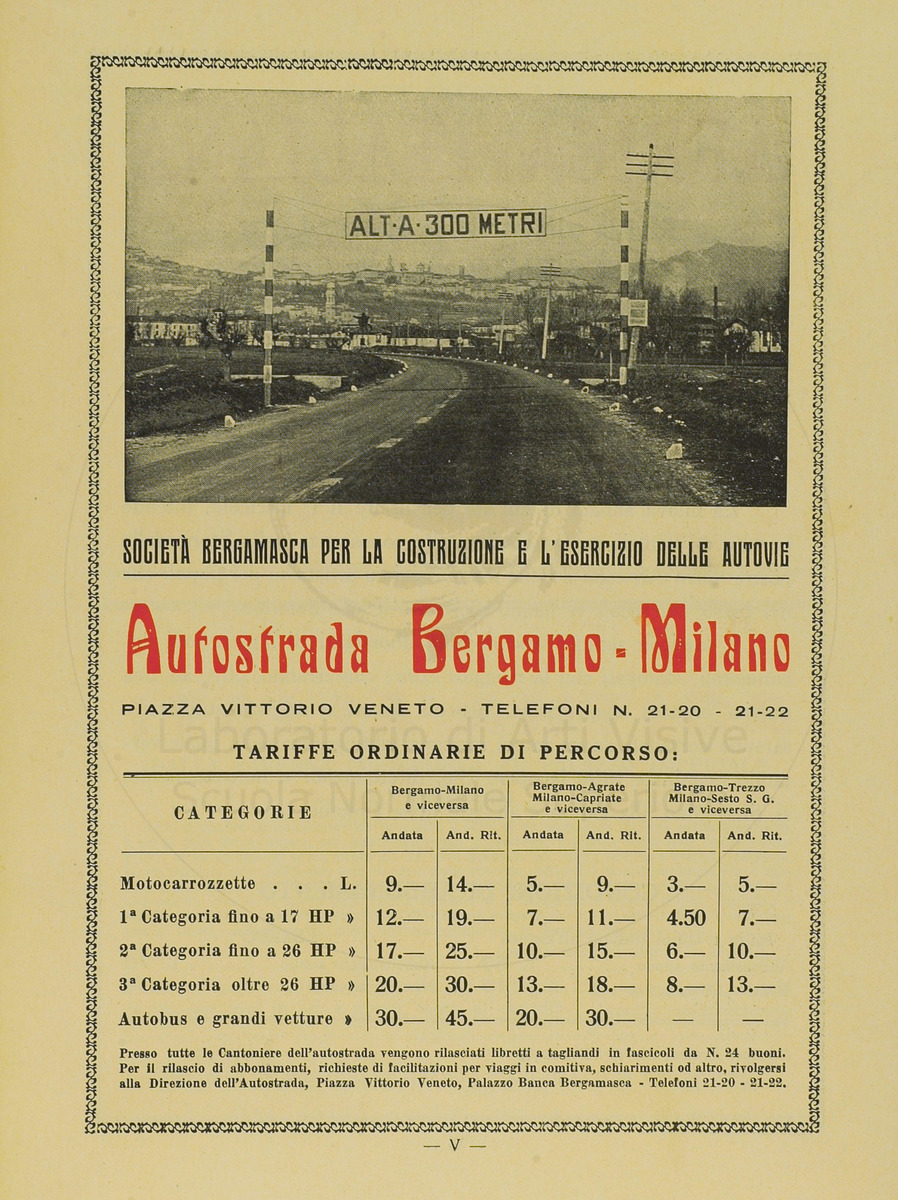 ALT·A·300 METRI
SOCIETÀ BERGAMASCA PER LA COSTRUZIONE E L'ESERCIZIO DELLE AUTOVIE
Autostrada Bergamo - Milano
PIAZZA VITTORIO VENETO - TELEFONI N. 21-20 - 21-22
Laboratorio di Arti Visive
TARIFFE ORDINARIE DI PERCORSO:
CATEGORIE
Bergamo-Milano
e viceversa
Bergamo-Agrate
Milano-Capriate
e viceversa
Bergamo-Trezzo
Milano-Sesto S. G.
e viceversa
Andata And. Rit. Andata And. Rit. Andata And. Rit.
Motocarrozzette . . . L. 9.— 14.— 5.— 9.— 3.— 5.—
1ª Categoria fino a 17 HP » 12.— 19.— 7.— 11.— 4.50 7.—
2ª Categoria fino a 26 HP » 17.— 25.— 10.— 15.— 6.— 10.—
3ª Categoria oltre 26 HP » 20.— 30.— 13.— 18.— 8.— 13.—
Autobus e grandi vetture » 30.— 45.— 20.— 30.— — —
Presso tutte le Cantoniere dell'autostrada vengono rilasciati libretti a tagliandi in fascicoli da N. 24 buoni.
Per il rilascio di abbonamenti, richieste di facilitazioni per viaggi in comitiva, schiarimenti od altro, rivolgersi
alla Direzione dell'Autostrada, Piazza Vittorio Veneto, Palazzo Banca Bergamasca - Telefoni 21-20 - 21-22.
— V —